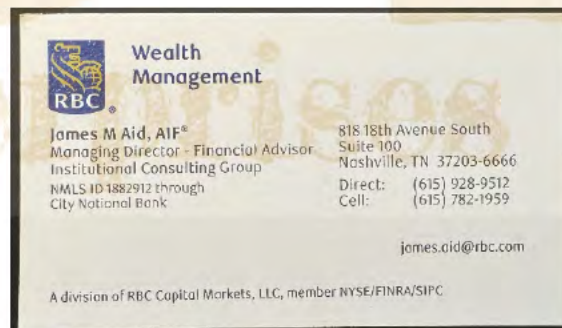 RBC
Wealth
Management
James M Aid, AIF®
Managing Director - Financial Advisor
Institutional Consulting Group
NMLS ID 1882912 through
City National Bank
818 18th Avenue South
Suite 100
Nashville, TN 37203-6666
Direct: (615) 928-9512
Cell: (615) 782-1959
james.aid@rbc.com
A division of RBC Capital Markets, LLC, member NYSE/FINRA/SIPC